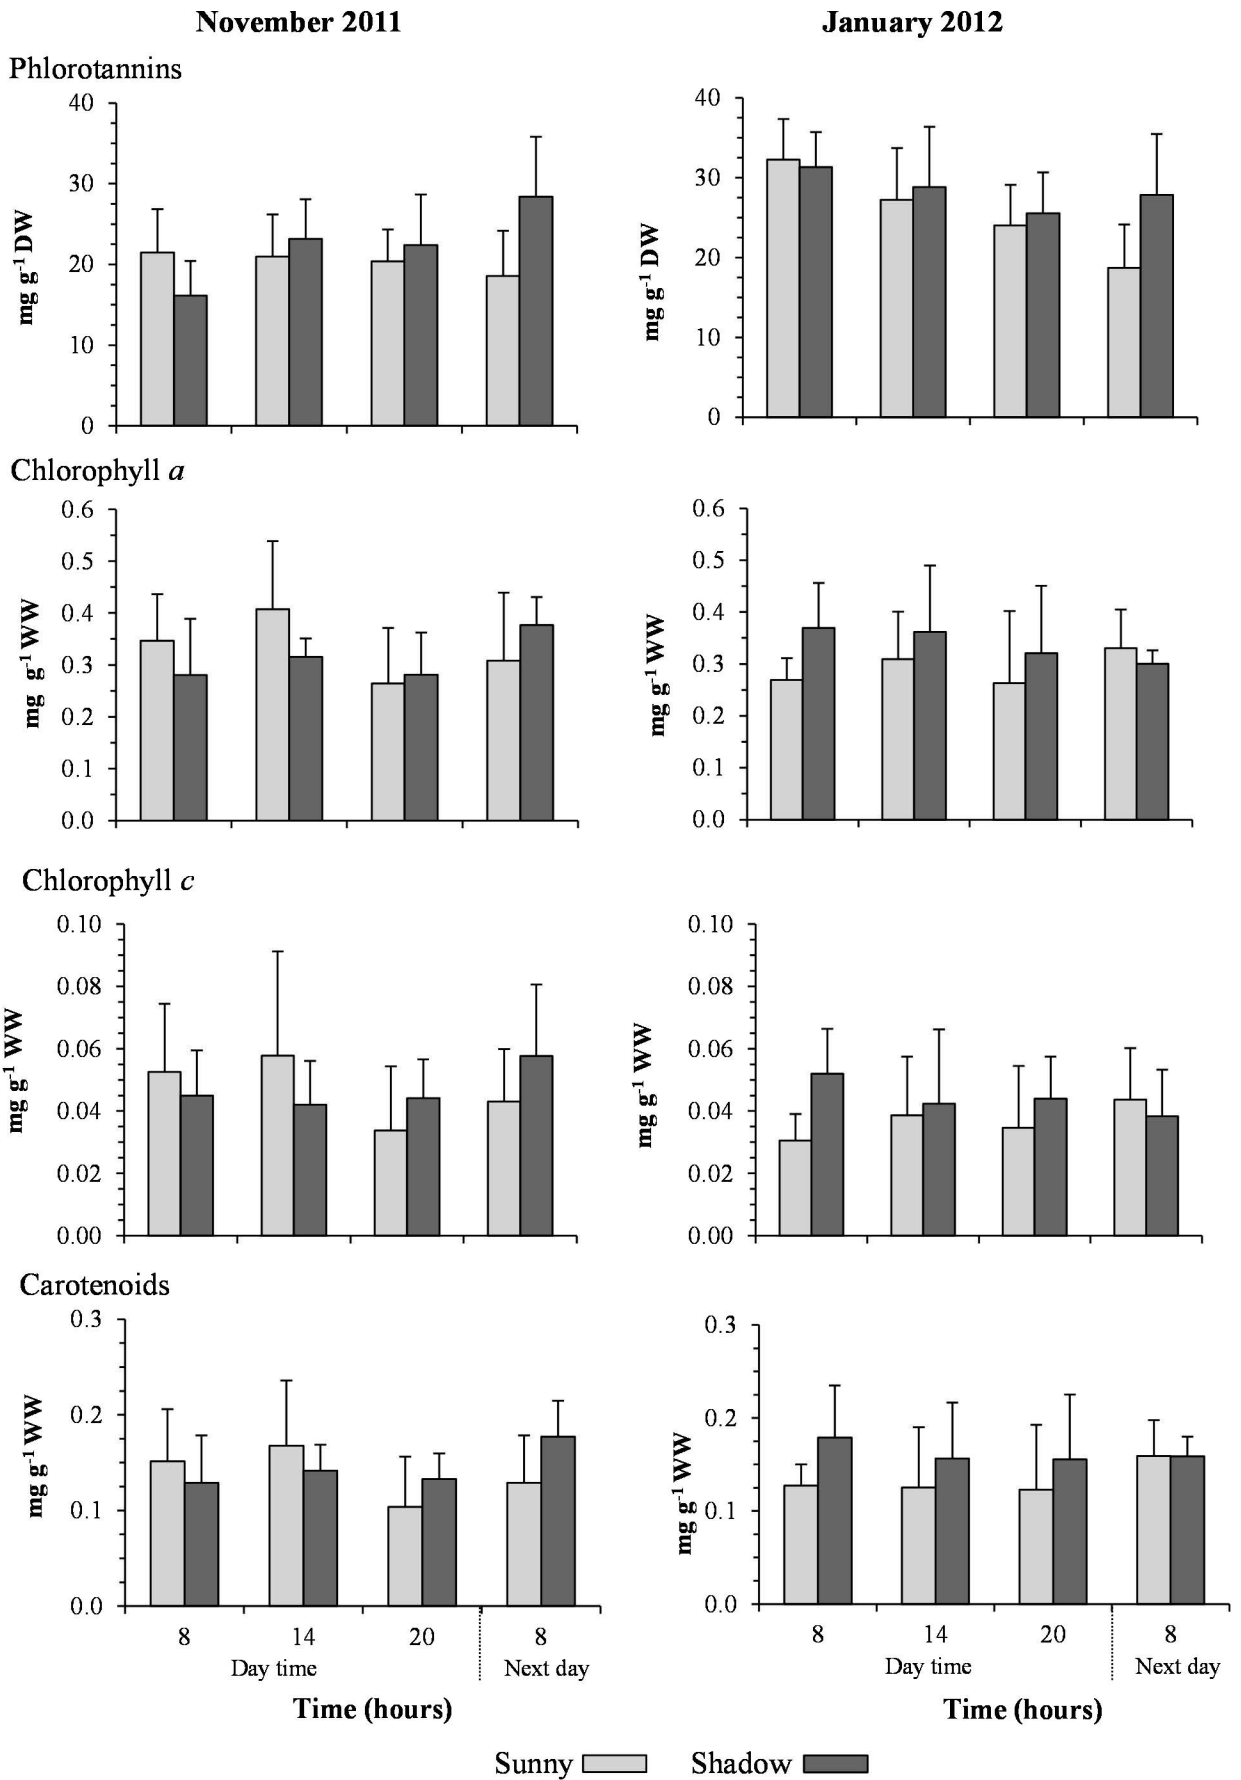 November 2011
January 2012
Phlorotannins
40
30
20
10
0
mg g-1 DW
40
30
20
10
0
mg g-1 DW
Chlorophyll a
0.6
0.5
0.4
0.3
0.2
0.1
0.0
mg g-1 WW
0.6
0.5
0.4
0.3
0.2
0.1
0.0
mg g-1 WW
Chlorophyll c
0.10
0.08
0.06
0.04
0.02
0.00
mg g-1 WW
0.10
0.08
0.06
0.04
0.02
0.00
mg g-1 WW
Carotenoids
0.3
0.2
0.1
0.0
mg g-1 WW
0.3
0.2
0.1
0.0
mg g-1 WW
8 14 20 8
Day time Next day
Time (hours)
8 14 20 8
Day time Next day
Time (hours)
Sunny Shadow